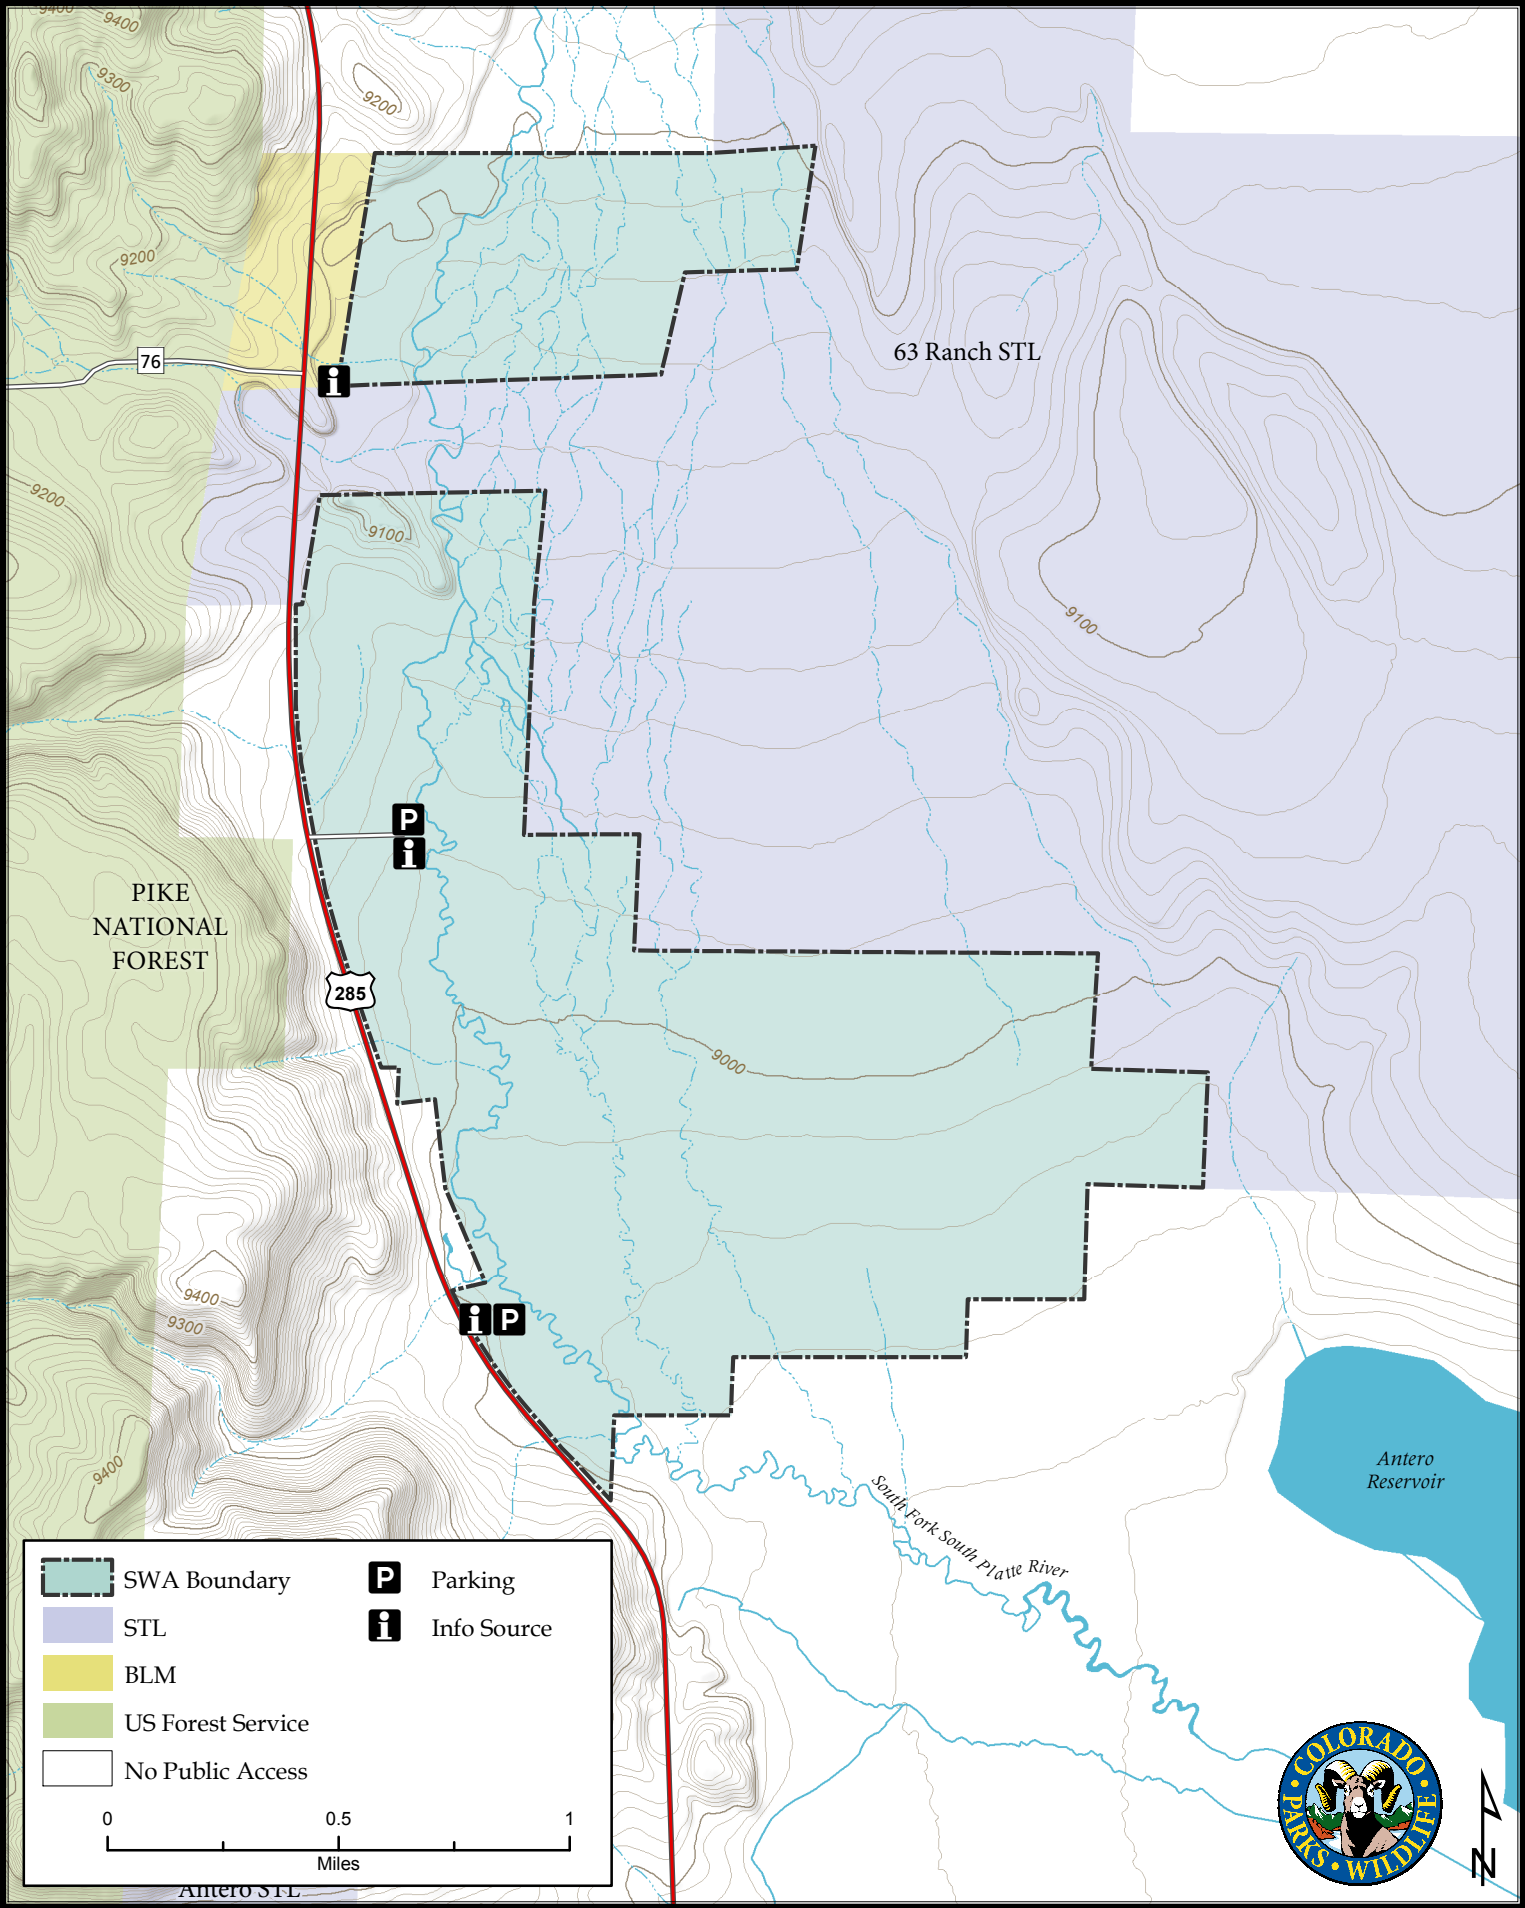 9400
9400
9300
9200
9200
76
63 Ranch STL
9200
9100
9100
PIKE
NATIONAL
FOREST
285
9000
9400
9300
9400
Antero
Reservoir
South Fork South Platte River
SWA Boundary
Parking
STL
Info Source
BLM
US Forest Service
No Public Access
0 0.5 1
Miles
Antero STL
P
i
i
P
i
P
i
COLORADO
PARKS • WILDLIFE
N